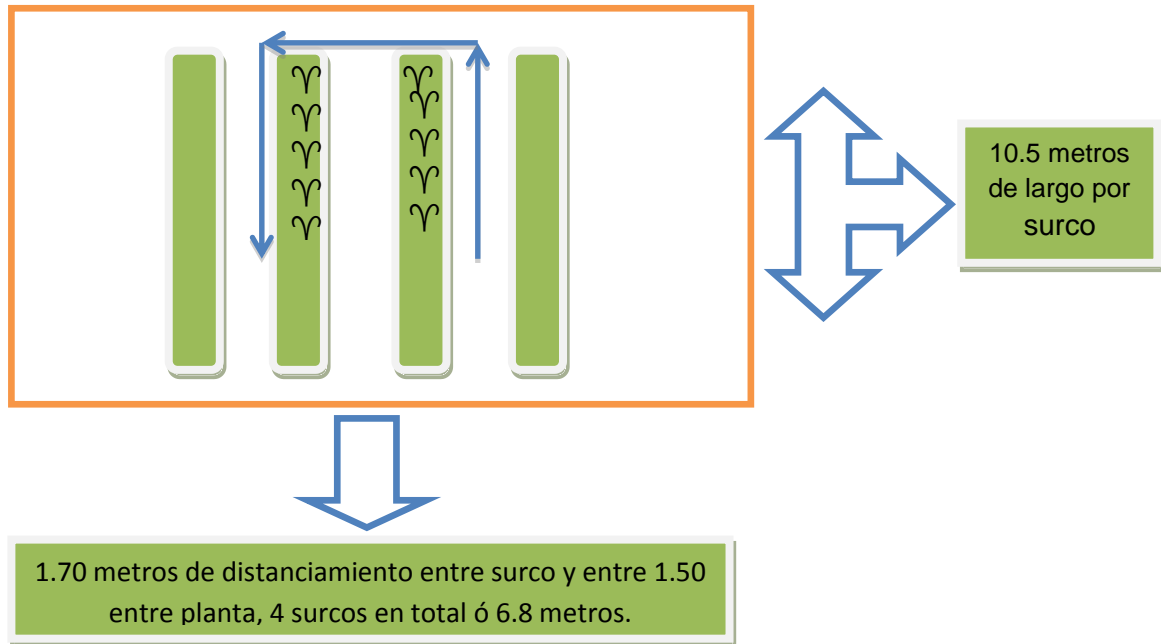 ♈ ♈
♈ ♈
♈ ♈
♈ ♈
♈ ♈
10.5 metros
de largo por
surco
1.70 metros de distanciamiento entre surco y entre 1.50
entre planta, 4 surcos en total ó 6.8 metros.